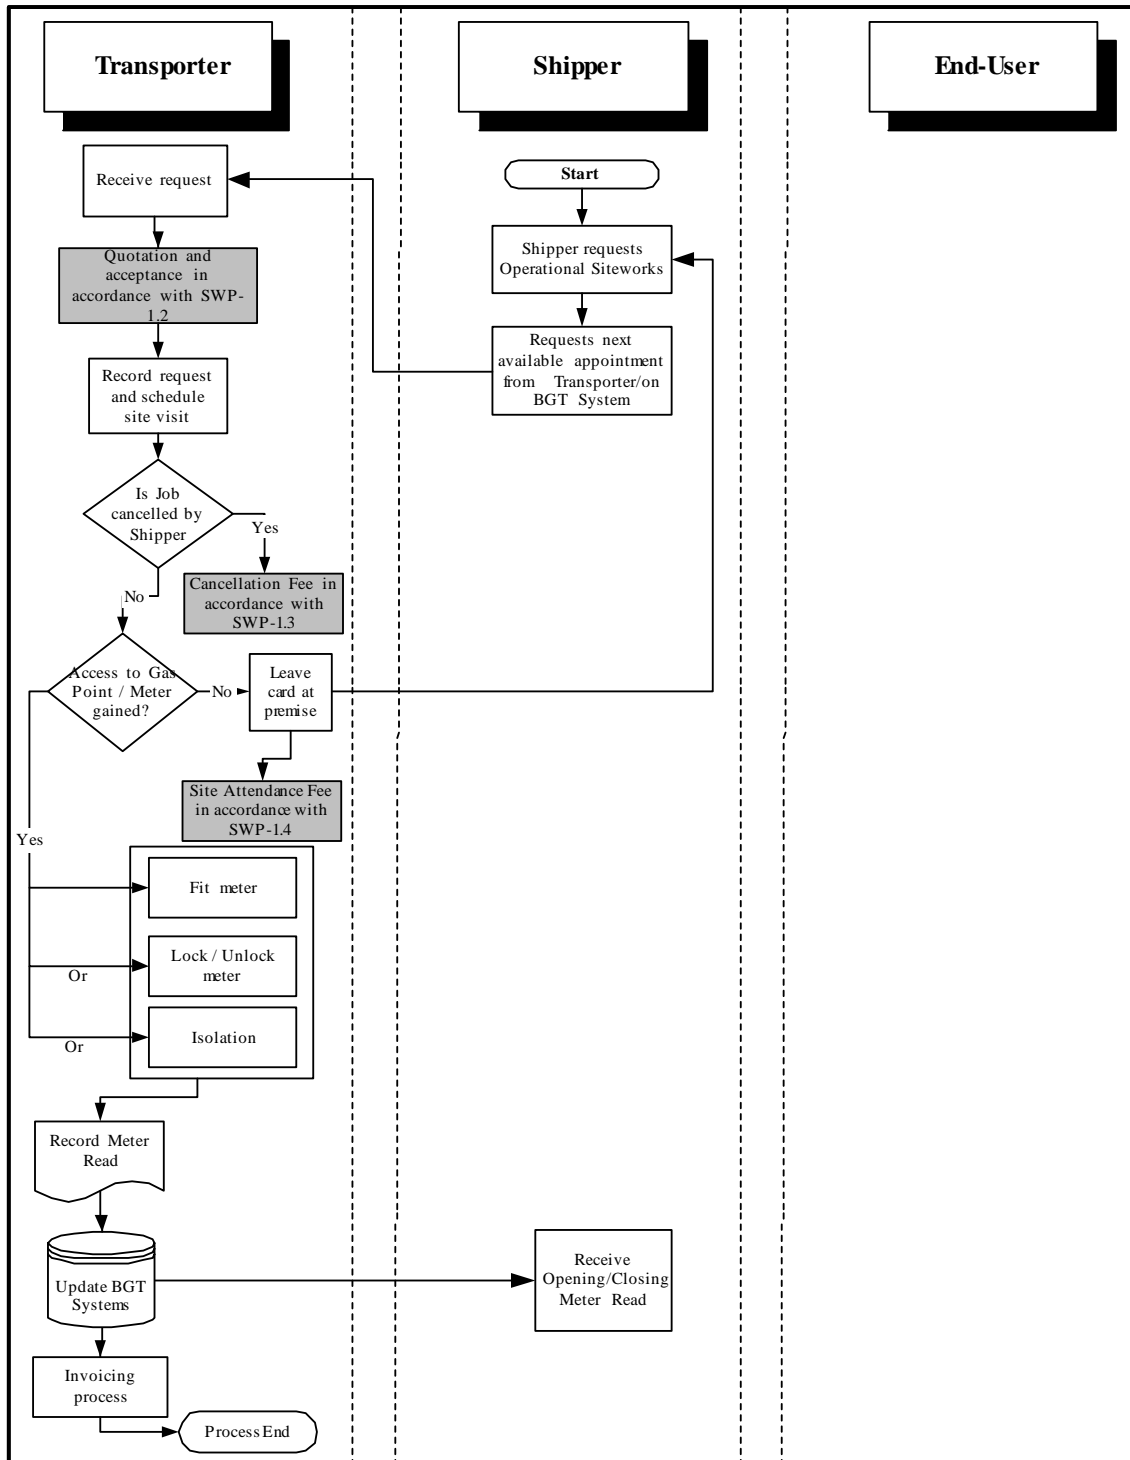 Transporter
Shipper
End-User
Receive request
Start
Shipper requests
Operational Siteworks
Quotation and
acceptance in
accordance with SWP-
1.2
Requests next
available appointment
from Transporter/on
BGT System
Record request
and schedule
site visit
Is Job
cancelled by
Shipper
Yes
Cancellation Fee in
accordance with
SWP-1.3
No
Access to Gas
Point / Meter
gained?
No
Leave
card at
premise
Site Attendance Fee
in accordance with
SWP-1.4
Yes
Fit meter
Lock / Unlock
meter
Or
Isolation
Or
Record Meter
Read
Update BGT
Systems
Receive
Opening/Closing
Meter Read
Invoicing
process
Process End